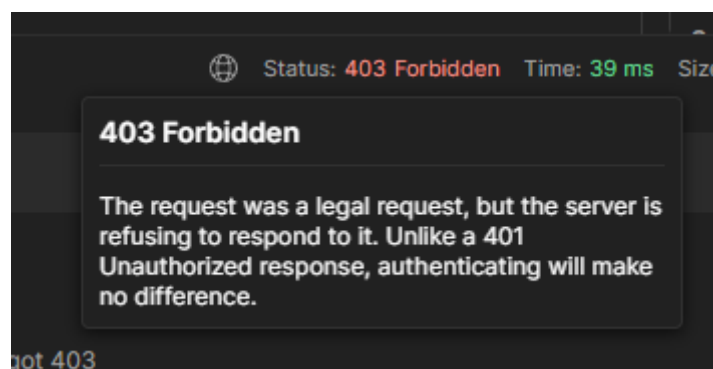 Status: 403 Forbidden Time: 39 ms Size
403 Forbidden
The request was a legal request, but the server is
refusing to respond to it. Unlike a 401
Unauthorized response, authenticating will make
no difference.
got 403